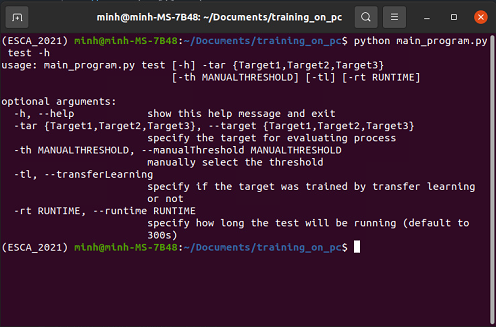 minh@minh-MS-7B48: ~/Documents/training_on_pc
(ESCA_2021) minh@minh-MS-7B48:~/Documents/training_on_pc$ python main_program.py
test -h
usage: main_program.py test [-h] -tar {Target1,Target2,Target3}
[-th MANUALTHRESHOLD] [-tl] [-rt RUNTIME]
optional arguments:
-h, --help show this help message and exit
-tar {Target1,Target2,Target3}, --target {Target1,Target2,Target3}
specify the target for evaluating process
-th MANUALTHRESHOLD, --manualThreshold MANUALTHRESHOLD
manually select the threshold
-tl, --transferLearning
specify if the target was trained by transfer learning
or not
-rt RUNTIME, --runtime RUNTIME
specify how long the test will be running (default to
300s)
(ESCA_2021) minh@minh-MS-7B48:~/Documents/training_on_pc$